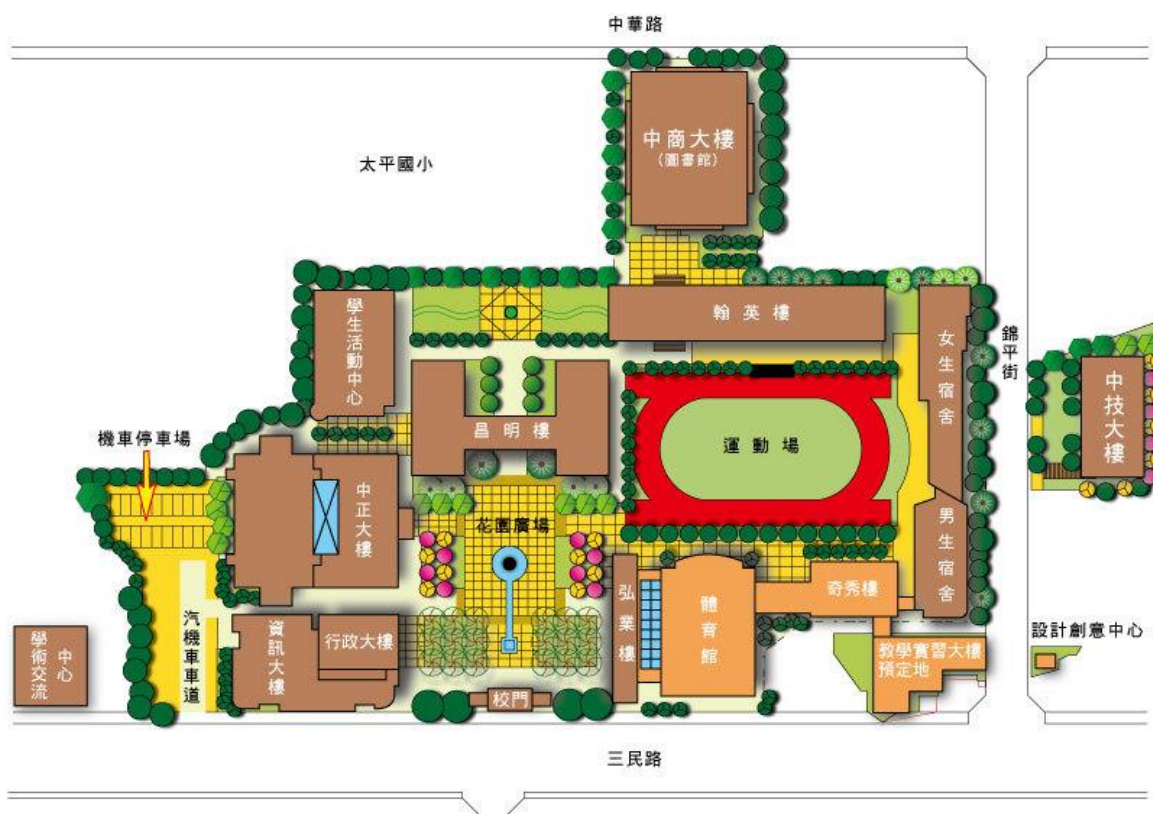 中華路
中商大樓
(圖書館)
太平國小
翰英樓
學生活動中心
女生宿舍
錦平街
中技大樓
昌明樓
運動場
機車停車場
中正大樓
花園廣場
男生宿舍
弘業樓
體育館
奇秀樓
汽機車車道
資訊大樓
行政大樓
教學實習大樓
預定地
設計創意中心
學術交流
中心
校門
三民路